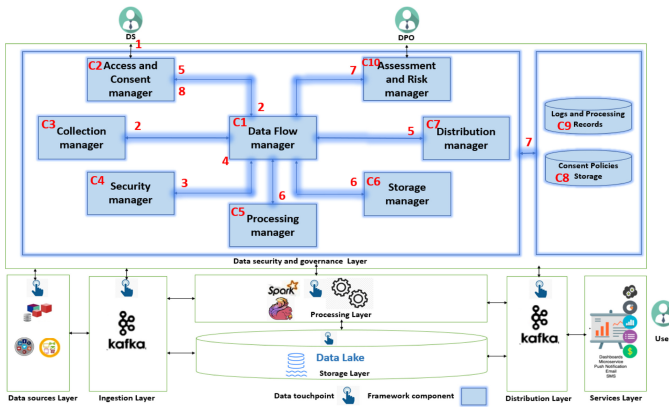 DS
DPO
1
C2
Access and
Consent
manager
5
8
C10
Assessment
and Risk
manager
7
2
C3
Collection
manager
2
C1
Data Flow
manager
4
5
C7
Distribution
manager
7
Logs and Processing
Records
C9
Consent Policies
Storage
C8
C4
Security
manager
3
6
C5
Processing
manager
6
C6
Storage
manager
Data security and governance Layer
Spark
Processing Layer
kafka
kafka
Data Lake
Storage Layer
Dashboards
Microservice
Push Notification
Email
SMS
Use
Data sources Layer
Ingestion Layer
Distribution Layer
Services Layer
Data touchpoint
Framework component